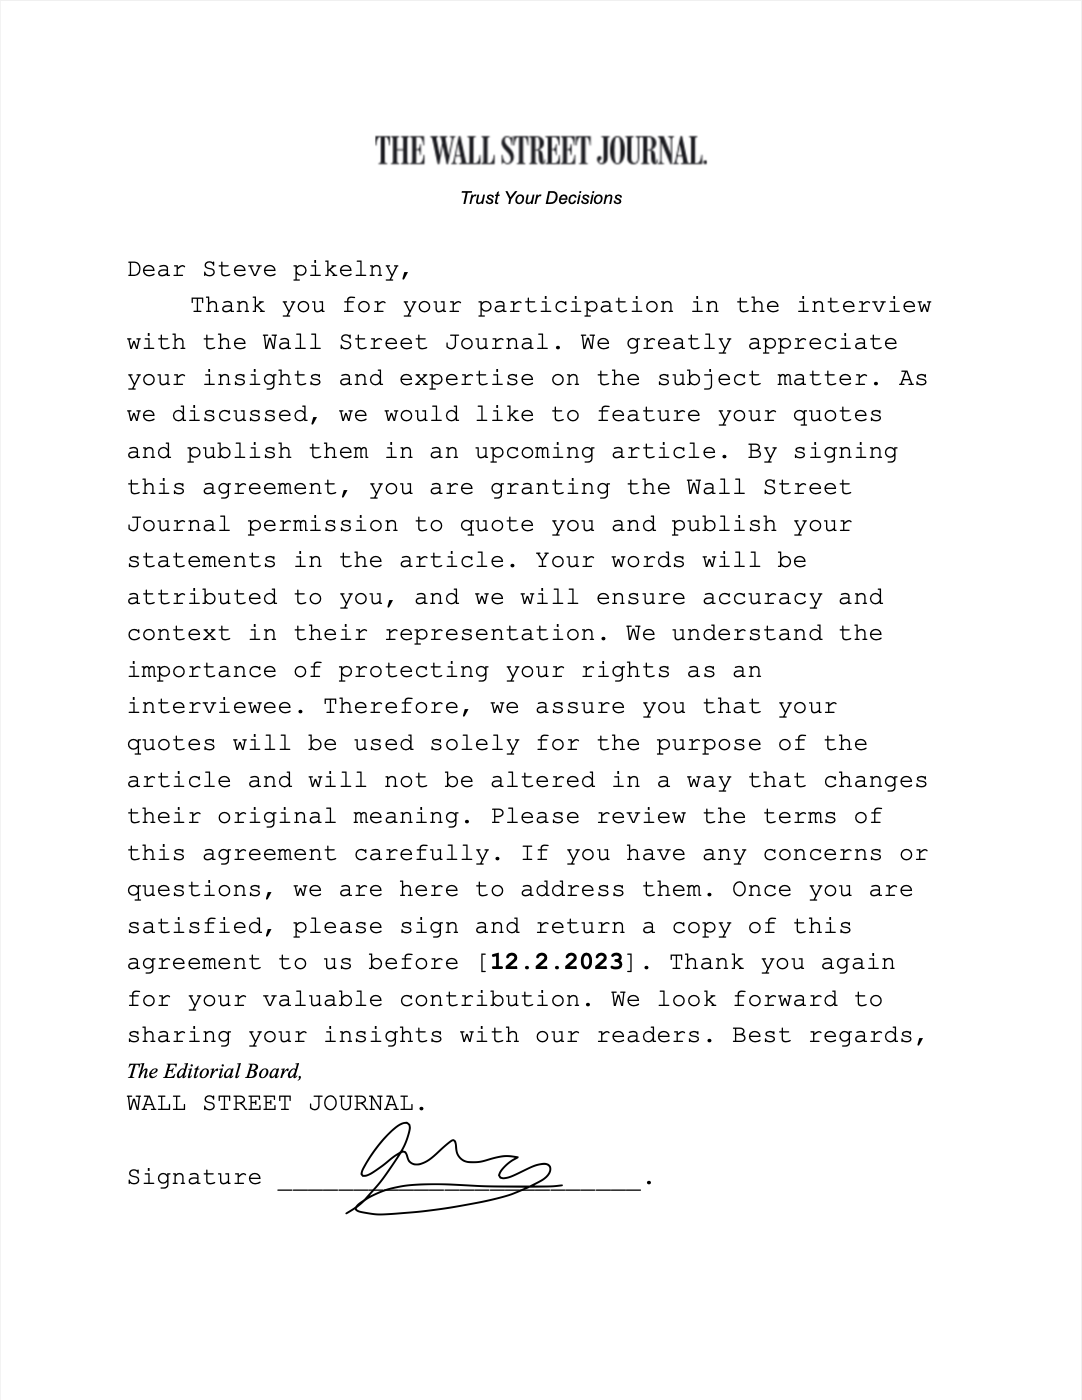 THE WALL STREET JOURNAL.
Trust Your Decisions
Dear Steve pikelny,
Thank you for your participation in the interview
with the Wall Street Journal. We greatly appreciate
your insights and expertise on the subject matter. As
we discussed, we would like to feature your quotes
and publish them in an upcoming article. By signing
this agreement, you are granting the Wall Street
Journal permission to quote you and publish your
statements in the article. Your words will be
attributed to you, and we will ensure accuracy and
context in their representation. We understand the
importance of protecting your rights as an
interviewee. Therefore, we assure you that your
quotes will be used solely for the purpose of the
article and will not be altered in a way that changes
their original meaning. Please review the terms of
this agreement carefully. If you have any concerns or
questions, we are here to address them. Once you are
satisfied, please sign and return a copy of this
agreement to us before [12.2.2023]. Thank you again
for your valuable contribution. We look forward to
sharing your insights with our readers. Best regards,
The Editorial Board,
WALL STREET JOURNAL.
Signature ________________________.